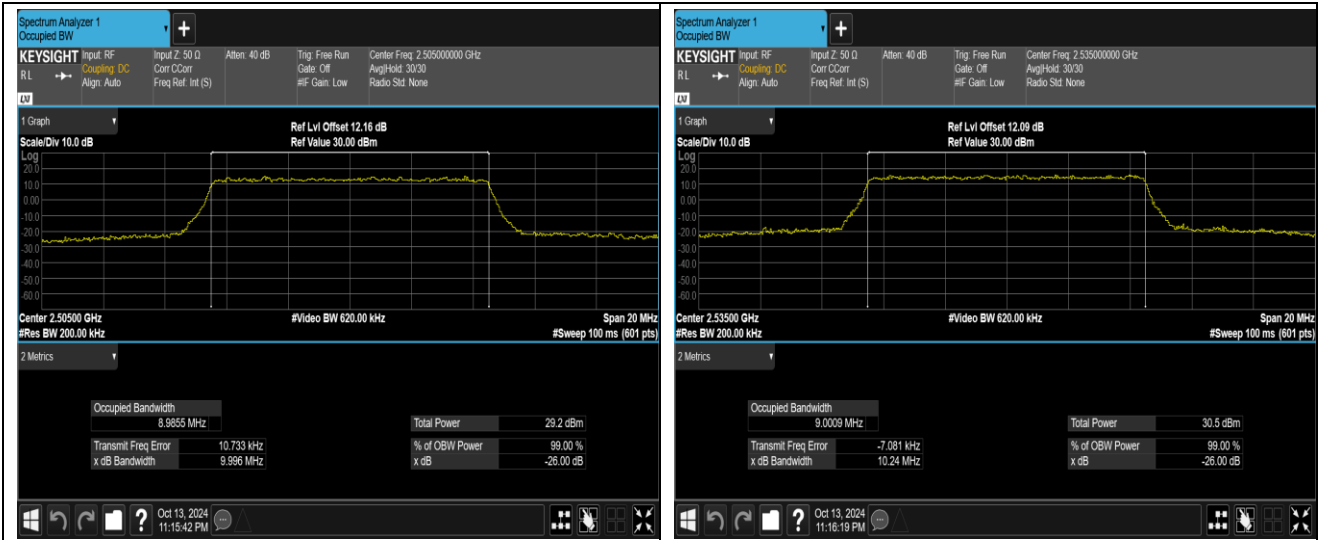 Spectrum Analyzer 1
Occupied BW
+
KEYSIGHT
RL
LXI
Input: RF
Coupling: DC
Align: Auto
Input Z: 50 Ω
Corr CCorr
Freq Ref: Int (S)
Atten: 40 dB
Trig: Free Run
Gate: Off
#IF Gain: Low
Center Freq: 2.505000000 GHz
Avg|Hold: 30/30
Radio Std: None
1 Graph
Scale/Div 10.0 dB
Ref Lvl Offset 12.16 dB
Ref Value 30.00 dBm
Log
20.0
10.0
0.00
-10.0
-20.0
-30.0
-40.0
-50.0
-60.0
Center 2.50500 GHz
#Video BW 620.00 kHz
Span 20 MHz
#Res BW 200.00 kHz
#Sweep 100 ms (601 pts)
2 Metrics
Occupied Bandwidth
8.9855 MHz
Total Power 29.2 dBm
Transmit Freq Error 10.733 kHz
% of OBW Power 99.00 %
x dB Bandwidth 9.996 MHz
x dB -26.00 dB
?
Oct 13, 2024
11:15:42 PM
Spectrum Analyzer 1
Occupied BW
+
KEYSIGHT
RL
LXI
Input: RF
Coupling: DC
Align: Auto
Input Z: 50 Ω
Corr CCorr
Freq Ref: Int (S)
Atten: 40 dB
Trig: Free Run
Gate: Off
#IF Gain: Low
Center Freq: 2.535000000 GHz
Avg|Hold: 30/30
Radio Std: None
1 Graph
Scale/Div 10.0 dB
Ref Lvl Offset 12.09 dB
Ref Value 30.00 dBm
Log
20.0
10.0
0.00
-10.0
-20.0
-30.0
-40.0
-50.0
-60.0
Center 2.53500 GHz
#Video BW 620.00 kHz
Span 20 MHz
#Res BW 200.00 kHz
#Sweep 100 ms (601 pts)
2 Metrics
Occupied Bandwidth
9.0009 MHz
Total Power 30.5 dBm
Transmit Freq Error -7.081 kHz
% of OBW Power 99.00 %
x dB Bandwidth 10.24 MHz
x dB -26.00 dB
?
Oct 13, 2024
11:16:19 PM